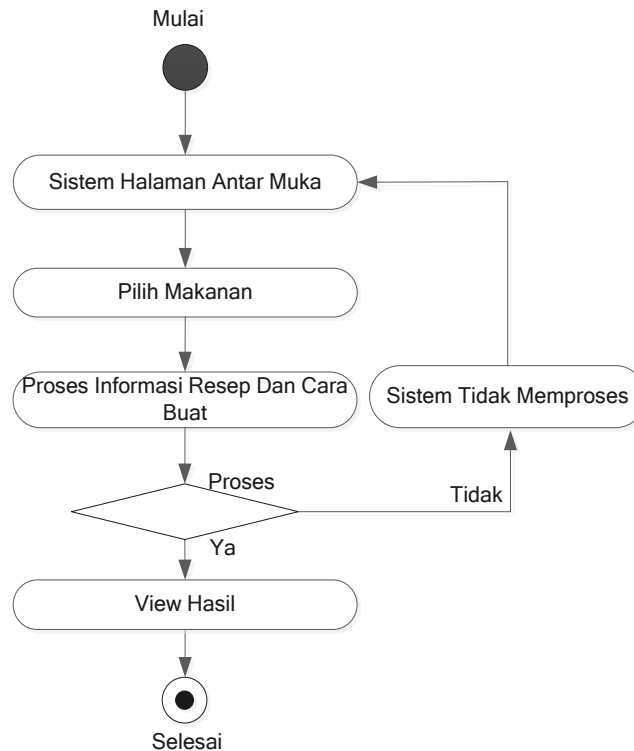 Mulai
Sistem Halaman Antar Muka
Pilih Makanan
Proses Informasi Resep Dan Cara
Buat
Sistem Tidak Memproses
Proses
Tidak
Ya
View Hasil
Selesai